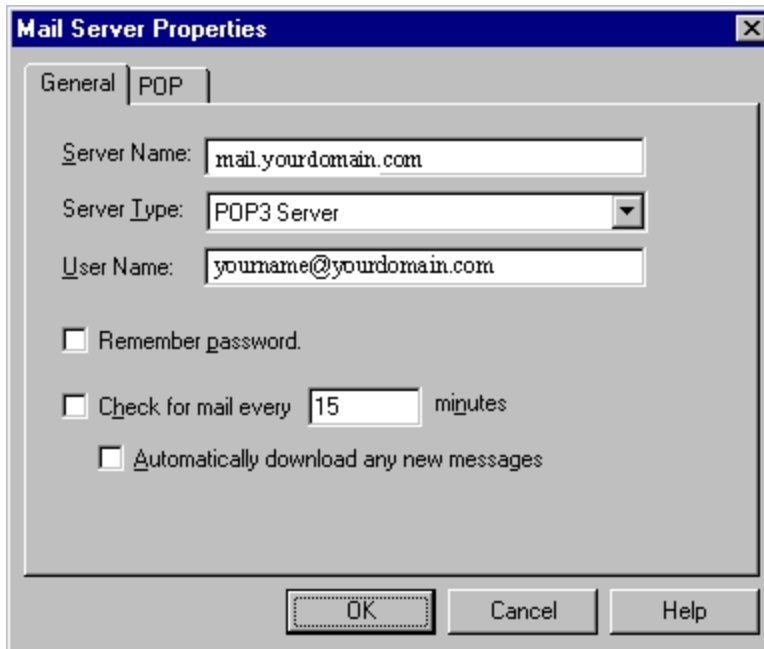 Mail Server Properties
General POP
Server Name: mail.yourdomain.com
Server Type: POP3 Server
User Name: yourname@yourdomain.com
Remember password.
Check for mail every 15 minutes
Automatically download any new messages
OK Cancel Help